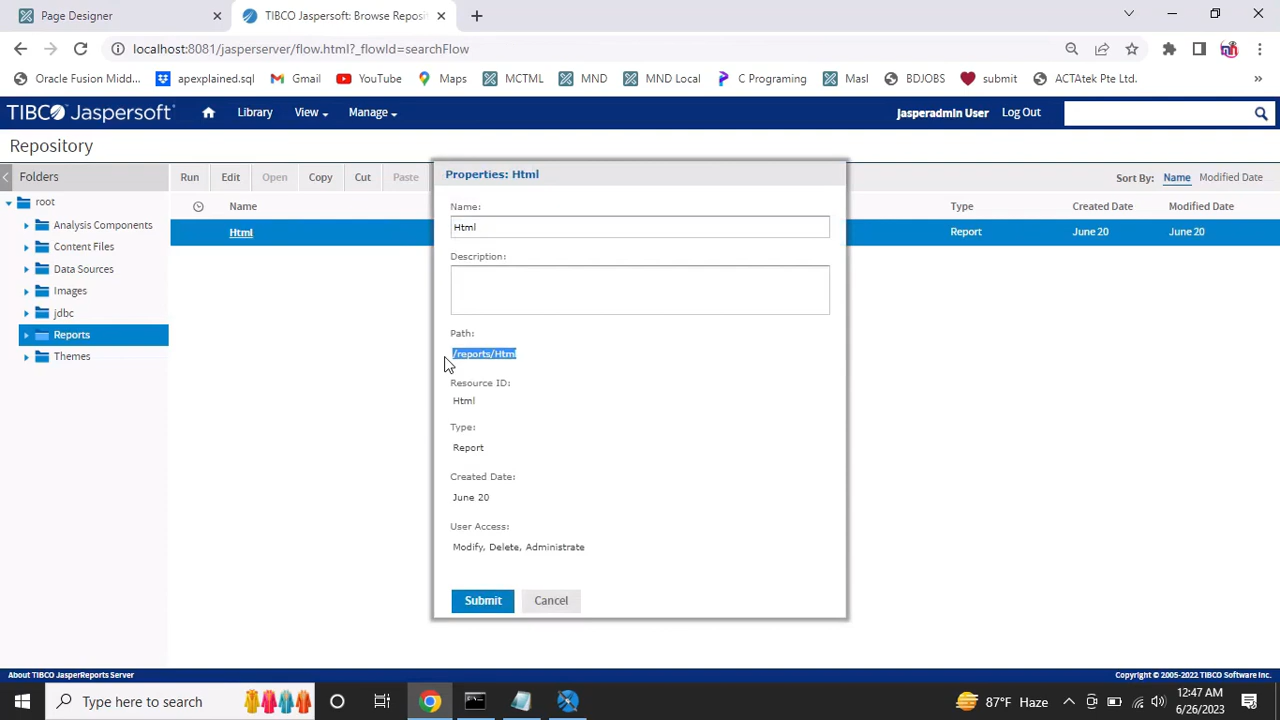 Page Designer
TIBCO Jaspersoft: Browse Reposit
localhost:8081/jasperserver/flow.html?_flowId=searchFlow
Oracle Fusion Midd... apexplained.sql Gmail YouTube Maps MCTML MND MND Local C Programing Masl BDJOBS submit ACTAtek Pte Ltd. »
TIBCO Jaspersoft® Library View Manage Jasperadmin User Log Out
Repository
Folders Run Edit Open Copy Cut Paste Properties: Html Sort By: Name Modified Date
root Name Name: Type Created Date Modified Date
Analysis Components Html Html Report June 20 June 20
Content Files Description:
Data Sources
Images
jdbc
Reports Path:
Themes /reports/Html
Resource ID:
Html
Type:
Report
Created Date:
June 20
User Access:
Modify, Delete, Administrate
Submit Cancel
About TIBCO JasperReports Server Copyright © 2005-2022 TIBCO Software Inc.
Type here to search 87°F Haze 12:47 AM
6/26/2023